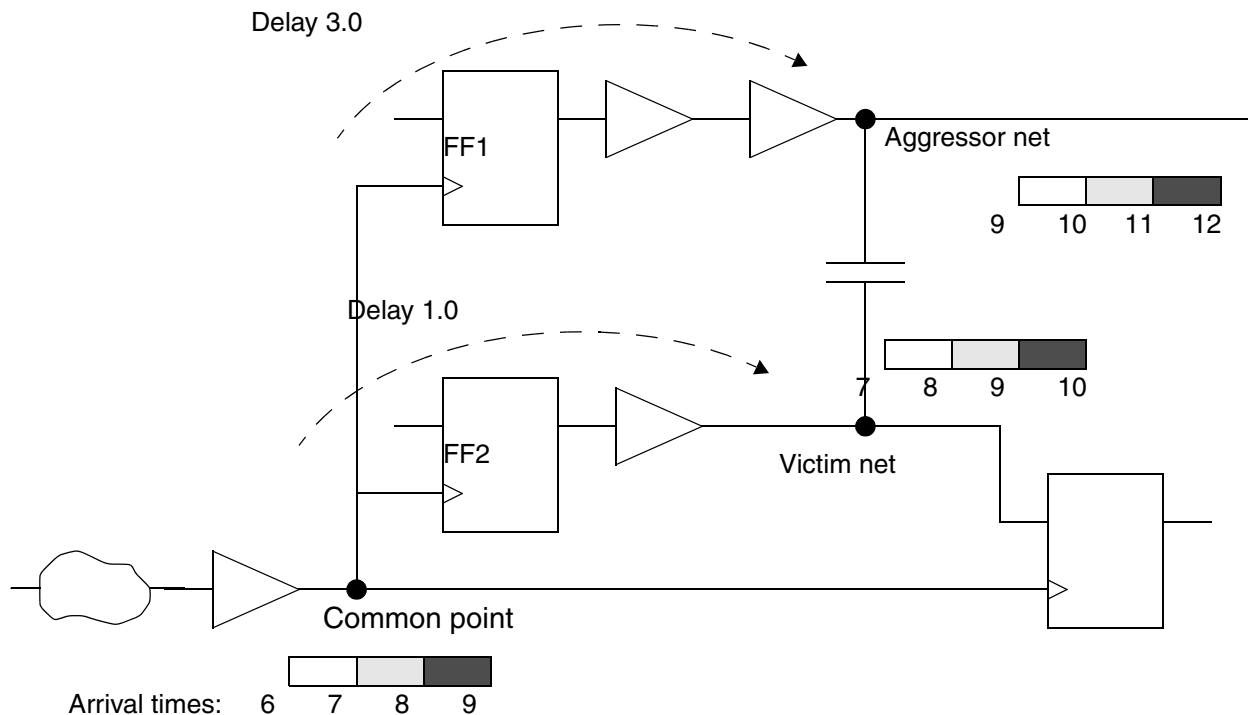 Delay 3.0
FF1
Aggressor net
9 10 11 12
Delay 1.0
7 8 9 10
FF2
Victim net
Common point
Arrival times: 6 7 8 9